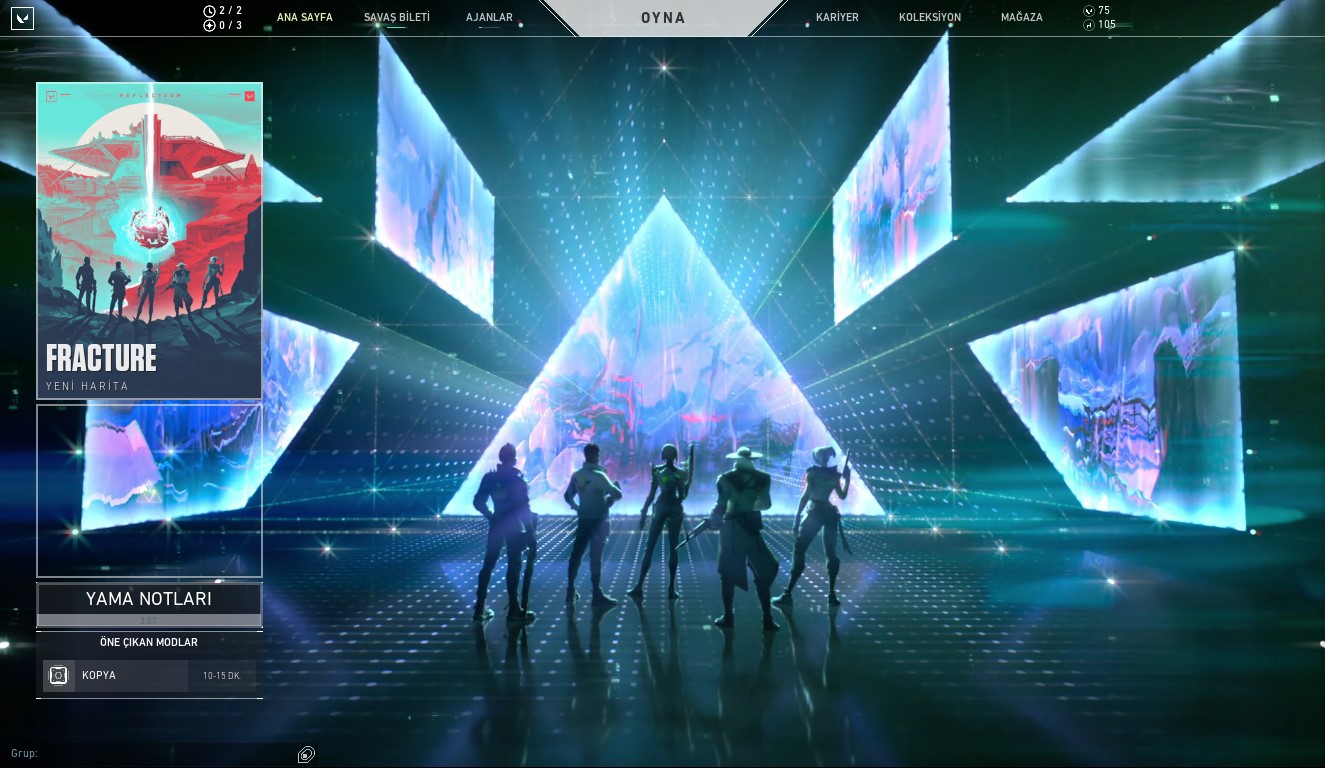 2 / 2
0 / 3
ANA SAYFA
SAVAŞ BİLETİ
AJANLAR
OYNA
KARİYER
KOLEKSİYON
MAĞAZA
75
105
REFLECTION
FRACTURE
YENİ HARİTA
YAMA NOTLARI
3.07
ÖNE ÇIKAN MODLAR
KOPYA
10-15 DK.
Grup: